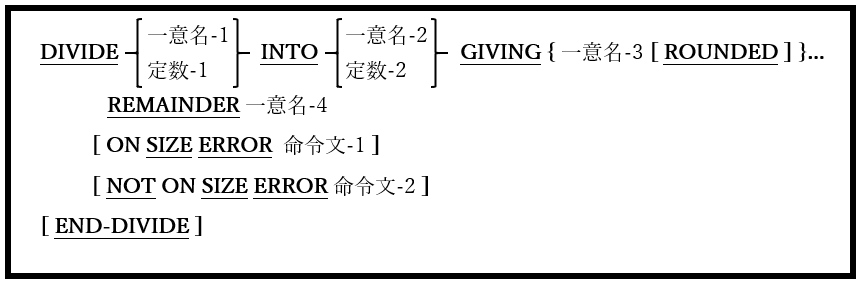 一意名-1 一意名-2
DIVIDE INTO GIVING { 一意名-3 [ ROUNDED ] }...
定数-1 定数-2
REMAINDER 一意名-4
[ ON SIZE ERROR 命令文-1 ]
[ NOT ON SIZE ERROR 命令文-2 ]
[ END-DIVIDE ]